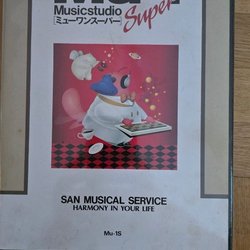 Musicstudio
Super
[ミューワンスーパー]
SAN MUSICAL SERVICE
HARMONY IN YOUR LIFE
Mu-1S